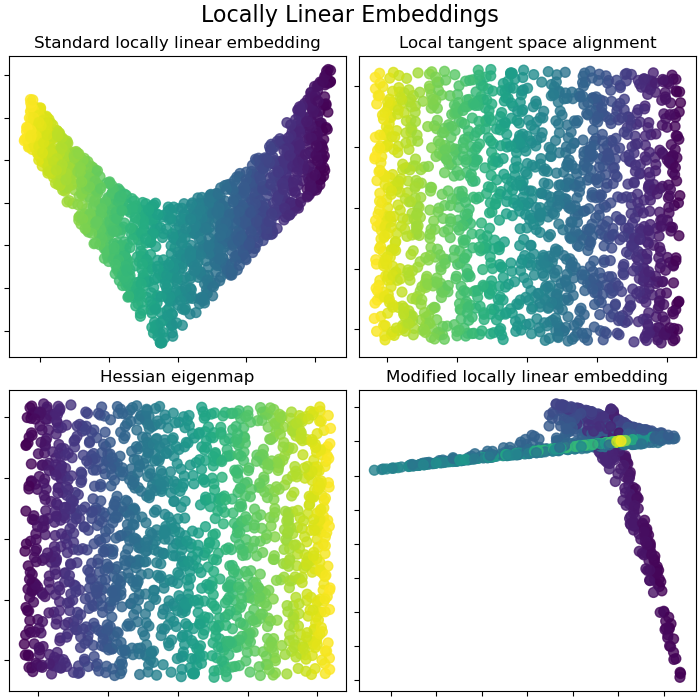 Locally Linear Embeddings
Standard locally linear embedding
Local tangent space alignment
Hessian eigenmap
Modified locally linear embedding